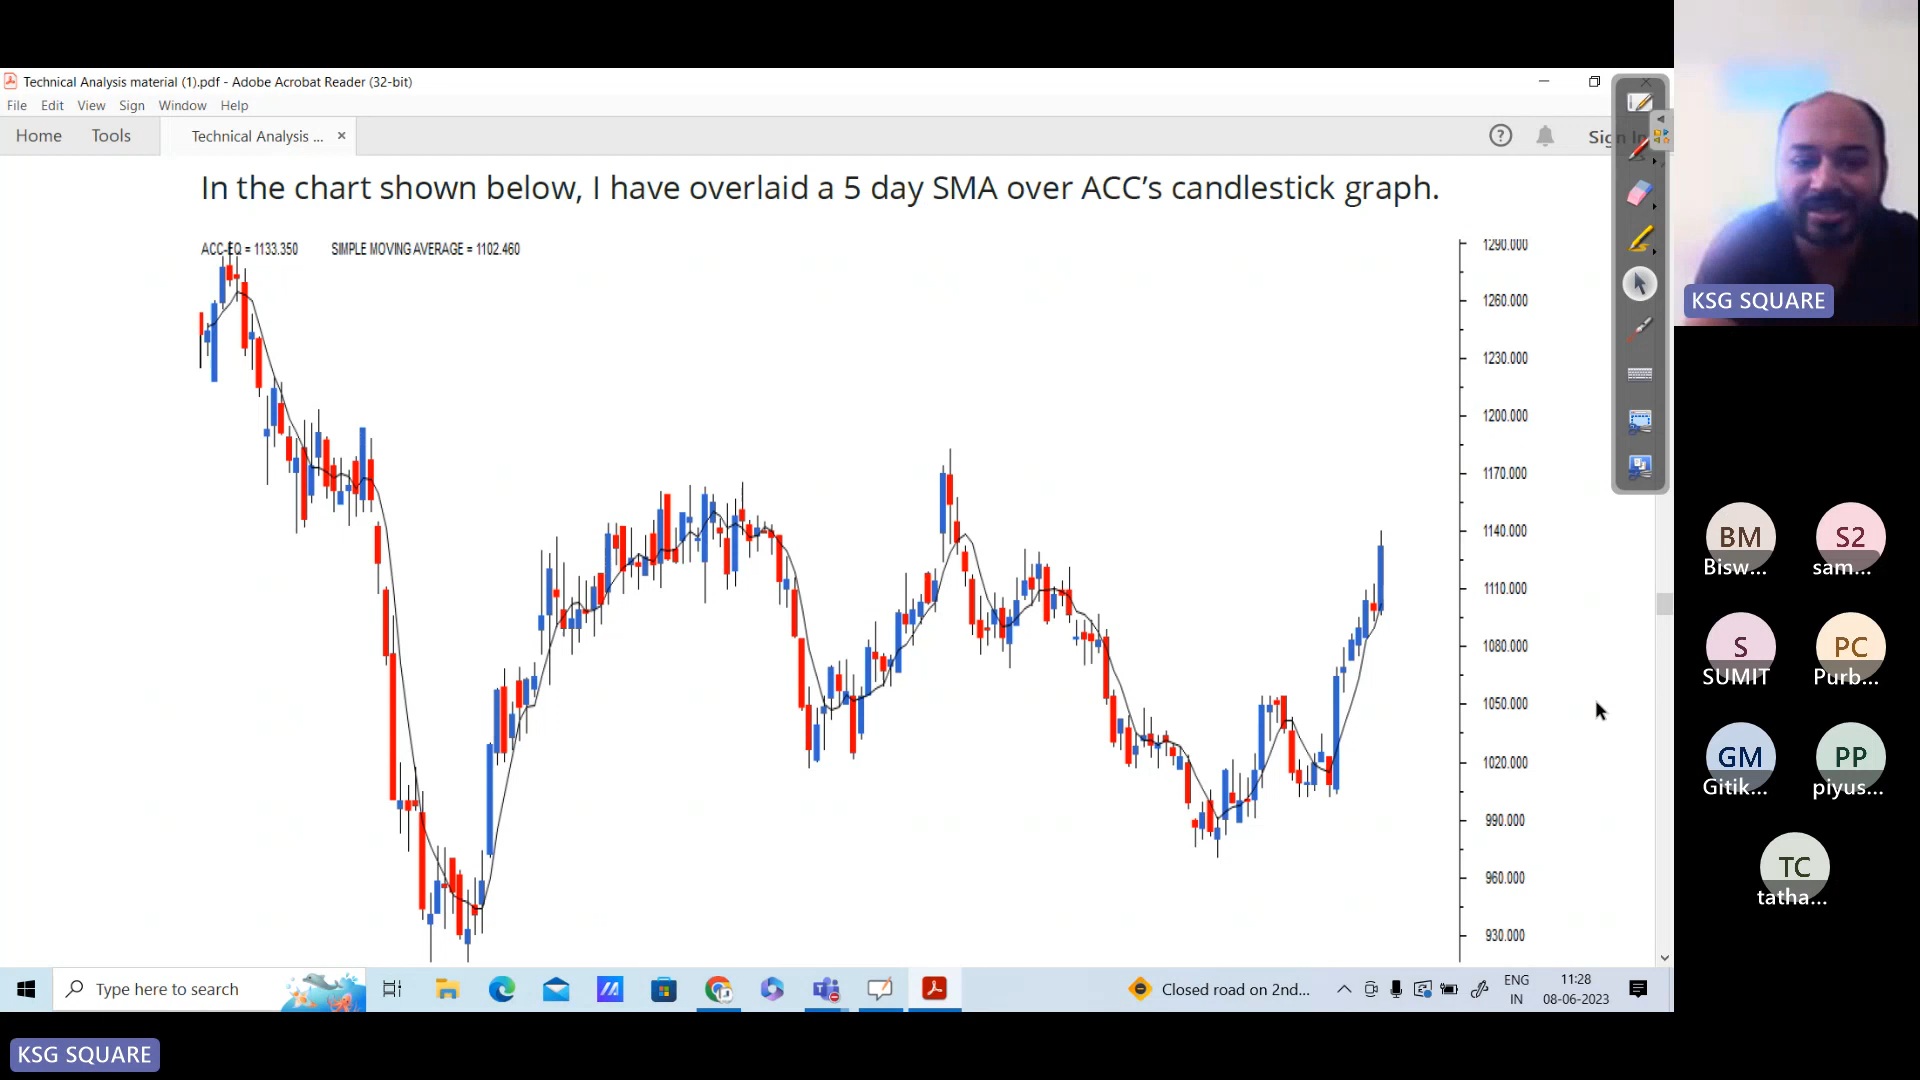 Technical Analysis material (1).pdf - Adobe Acrobat Reader (32-bit)
File Edit View Sign Window Help
Home Tools Technical Analysis ... × Sign In
In the chart shown below, I have overlaid a 5 day SMA over ACC's candlestick graph.
ACC-EQ = 1133.350 SIMPLE MOVING AVERAGE = 1102.460
1290.000
1260.000
1230.000
1200.000
1170.000
1140.000
1110.000
1080.000
1050.000
1020.000
990.000
960.000
930.000
KSG SQUARE
BM S2
Bisw... sam...
S PC
SUMIT Purb...
GM PP
Gitik... piyus...
TC
tatha...
Type here to search
Closed road on 2nd...
ENG
IN
11:28
08-06-2023
KSG SQUARE